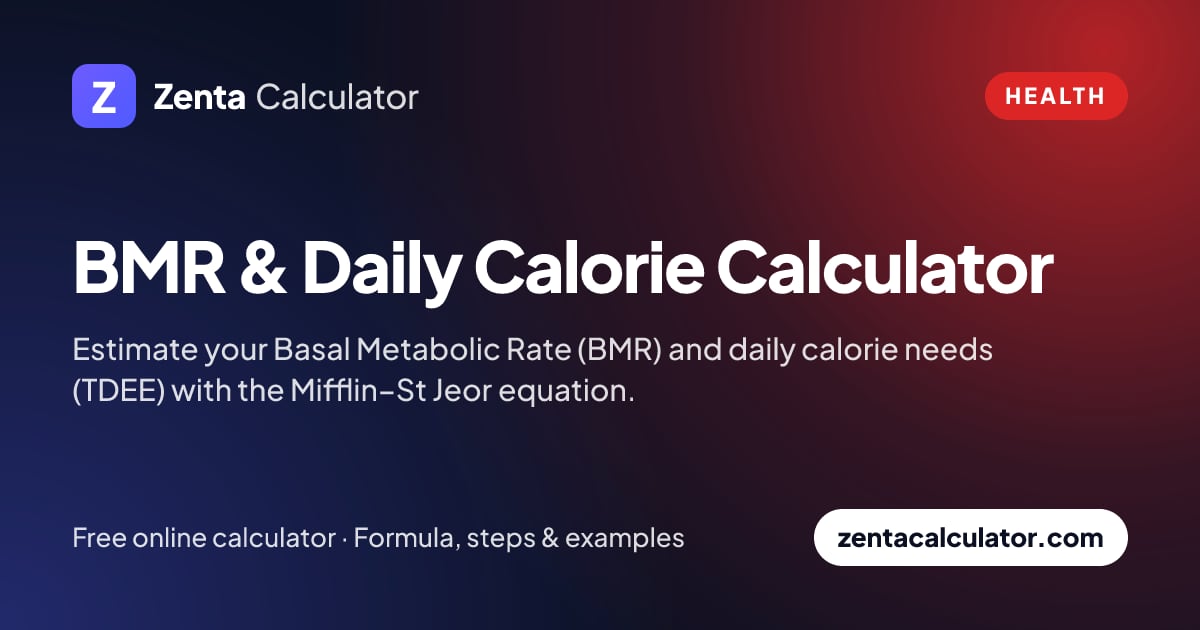 Z Zenta Calculator
HEALTH
BMR & Daily Calorie Calculator
Estimate your Basal Metabolic Rate (BMR) and daily calorie needs
(TDEE) with the Mifflin–St Jeor equation.
Free online calculator · Formula, steps & examples
zentacalculator.com